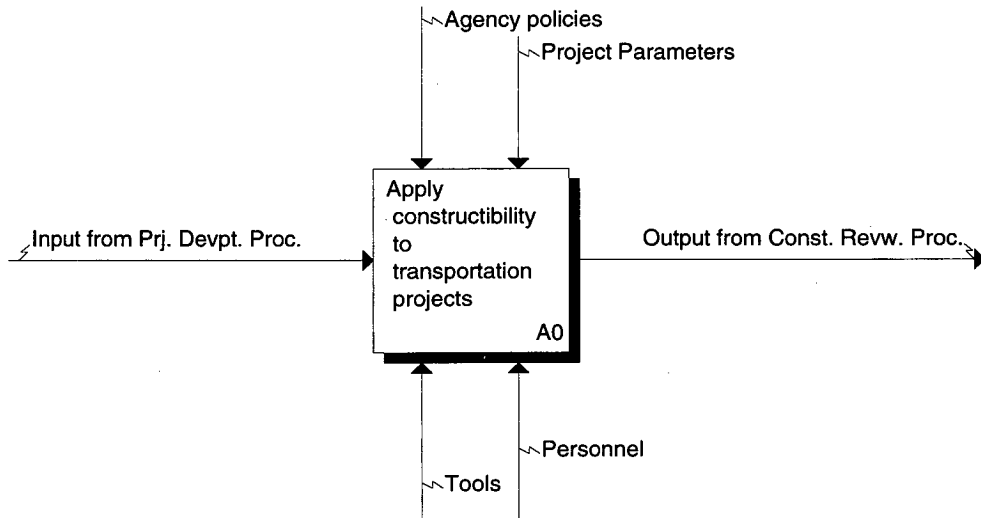 Agency policies
Project Parameters
Input from Prj. Devpt. Proc.
Apply
constructibility
to
transportation
projects
A0
Output from Const. Revw. Proc.
Personnel
Tools